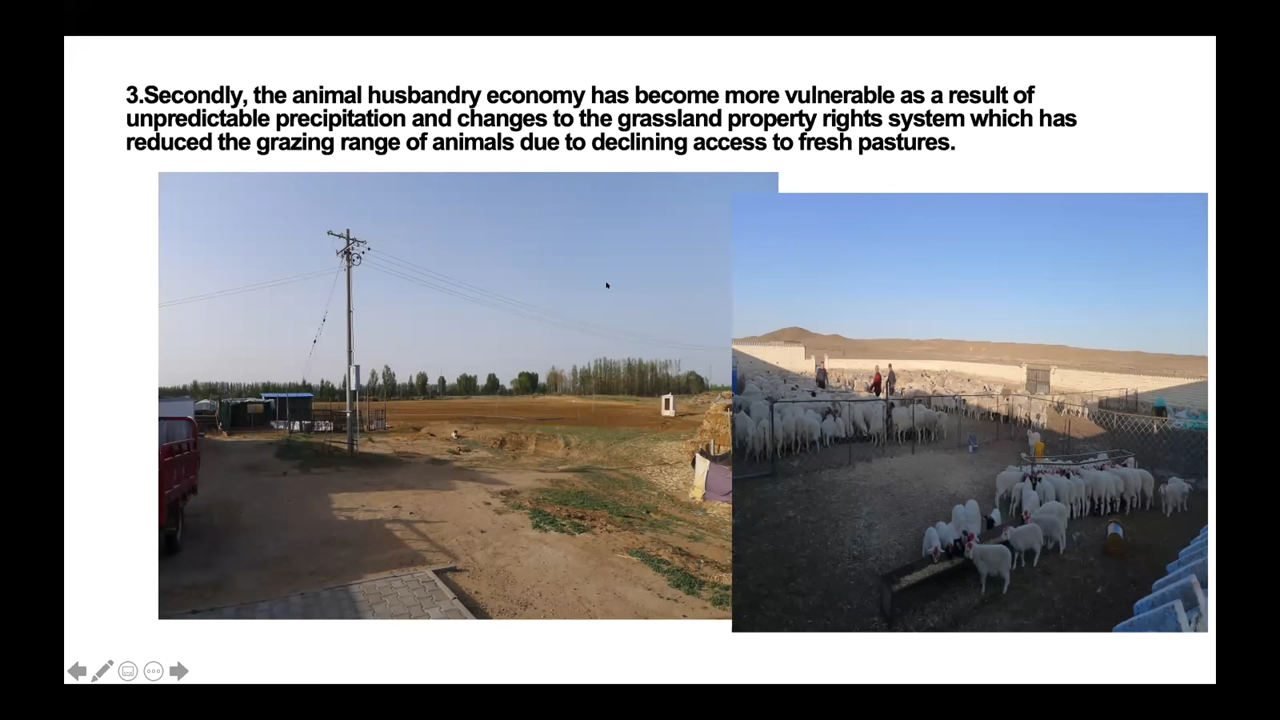 3.Secondly, the animal husbandry economy has become more vulnerable as a result of
unpredictable precipitation and changes to the grassland property rights system which has
reduced the grazing range of animals due to declining access to fresh pastures.